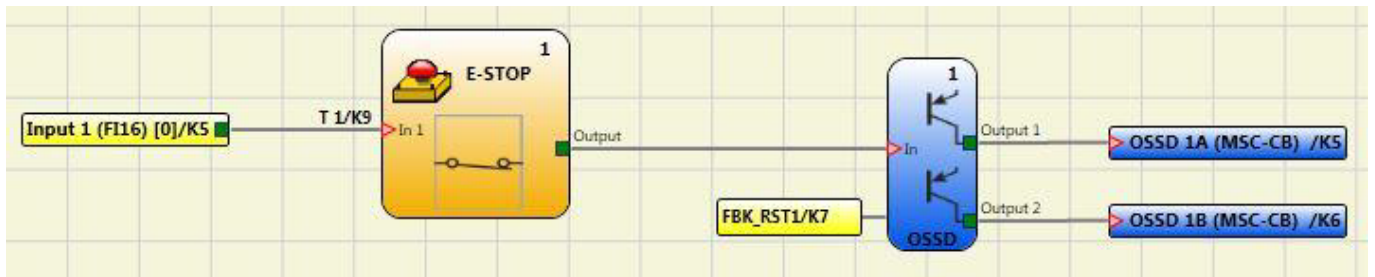 1
E-STOP
T 1/K9
Input 1 (FI16) [0]/K5
In 1
Output
1
Output 1
In
OSSD 1A (MSC-CB) /K5
FBK_RST1/K7
Output 2
OSSD 1B (MSC-CB) /K6
OSSD